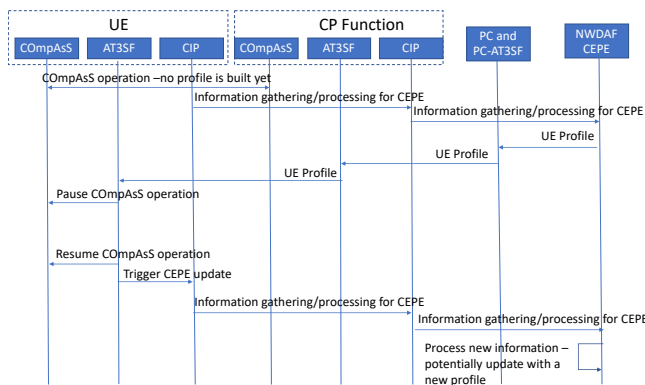 UE
CP Function
COmpAsS
AT3SF
CIP
COmpAsS
AT3SF
CIP
PC and
PC-AT3SF
NWDAF
CEPE
COmpAsS operation –no profile is built yet
Information gathering/processing for CEPE
Information gathering/processing for CEPE
UE Profile
UE Profile
UE Profile
Pause COmpAsS operation
Resume COmpAsS operation
Trigger CEPE update
Information gathering/processing for CEPE
Information gathering/processing for CEPE
Process new information –
potentially update with a
new profile